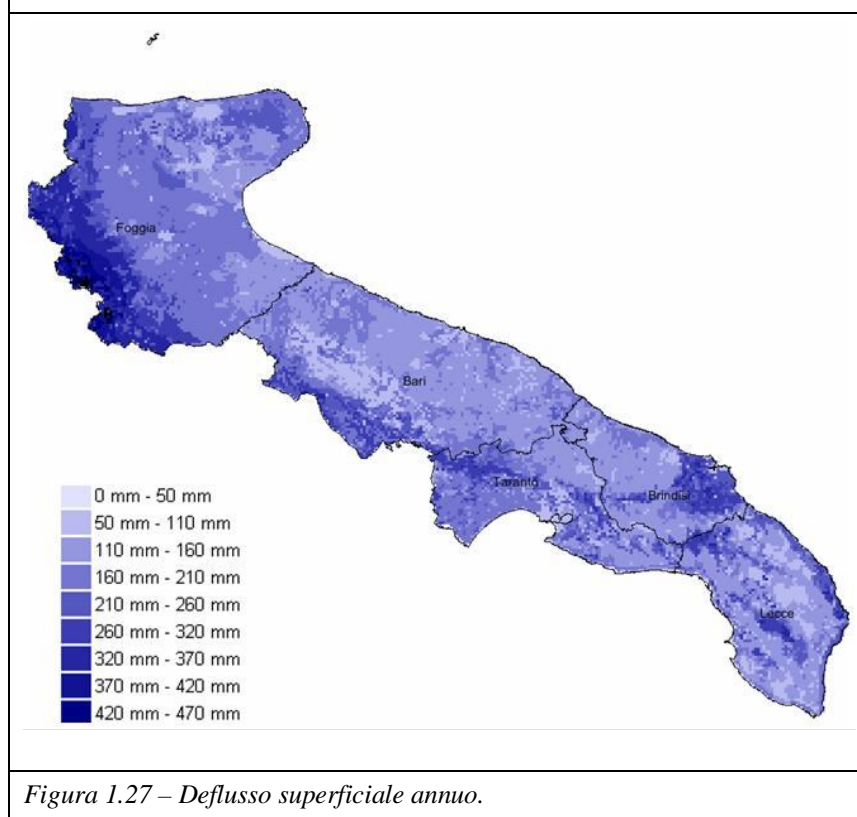 Foggia
Bari
Taranto
Brindisi
Lecce
0 mm - 50 mm
50 mm - 110 mm
110 mm - 160 mm
160 mm - 210 mm
210 mm - 260 mm
260 mm - 320 mm
320 mm - 370 mm
370 mm - 420 mm
420 mm - 470 mm
Figura 1.27 – Deflusso superficiale annuo.